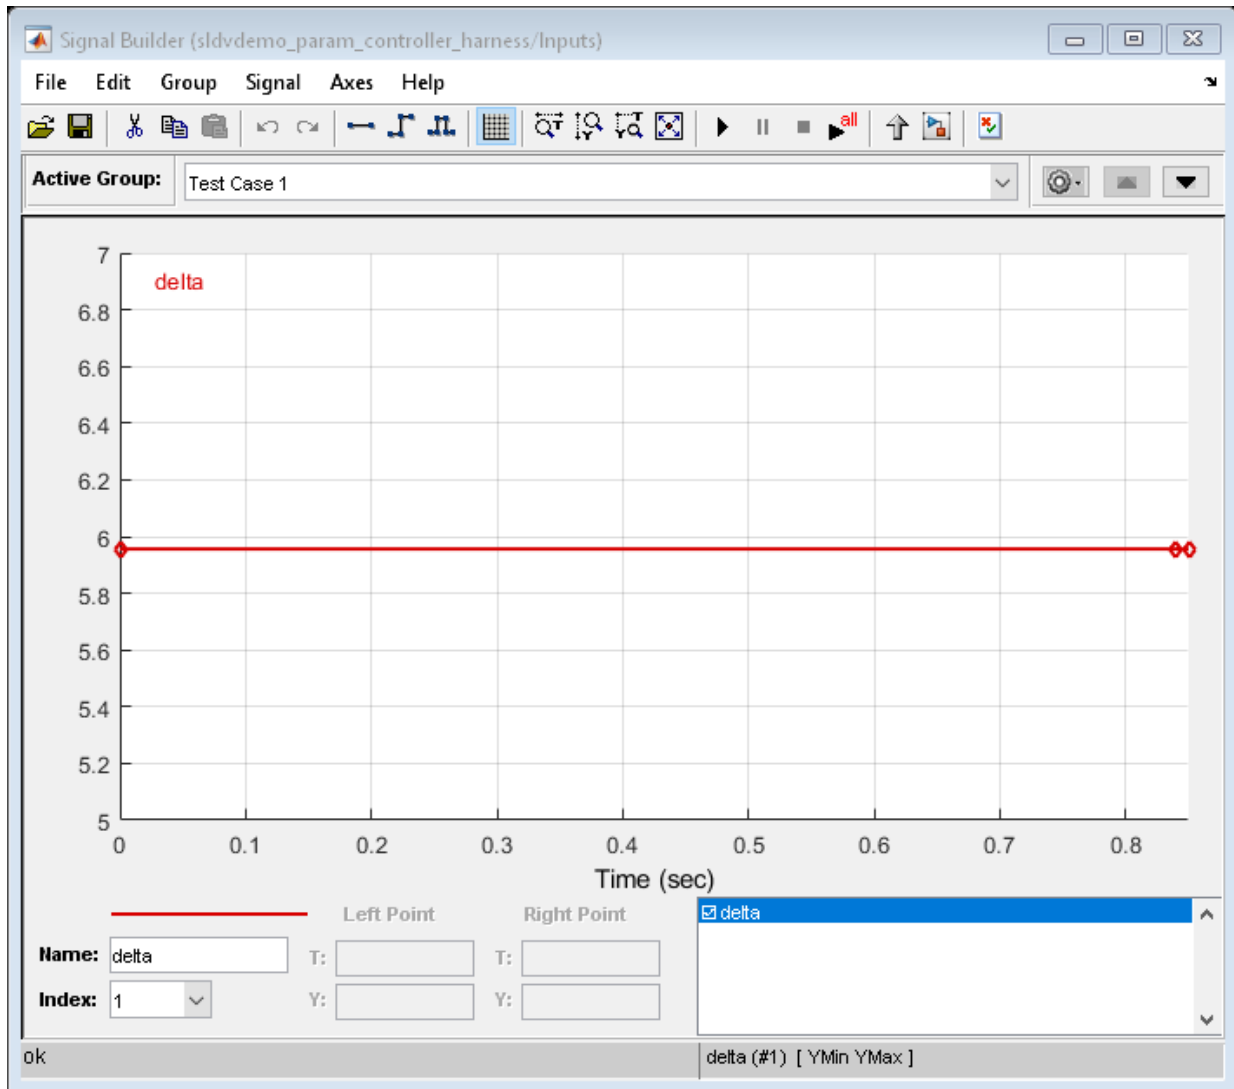 Signal Builder (sldvdemo_param_controller_harness/Inputs)
File Edit Group Signal Axes Help
all
Active Group: Test Case 1
7
delta
6.8
6.6
6.4
6.2
6
5.8
5.6
5.4
5.2
5
0 0.1 0.2 0.3 0.4 0.5 0.6 0.7 0.8
Time (sec)
Left Point Right Point delta
Name: delta T: T:
Index: 1 Y: Y:
ok delta (#1) [ YMin YMax ]